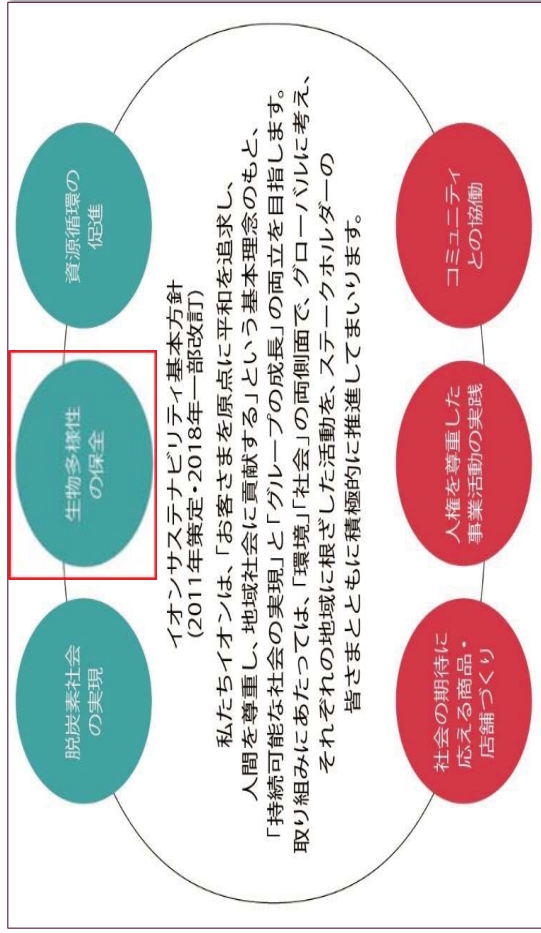 脱炭素社会
の実現
生物多様性
の保全
資源循環の
促進
イオンサステナビリティ基本方針
(2011年策定・2018年一部改訂)
私たちイオンは、「お客さまを原点に平和を追求し、
人間を尊重し、地域社会に貢献する」という基本理念のもと、
「持続可能な社会の実現」と「グループの成長」の両立を目指します。
取り組みにあたっては、「環境」「社会」の両側面で、グローバルに考え、
それぞれの地域に根ざした活動を、ステークホルダーの
皆さまとともに積極的に推進してまいります。
社会の期待に
応える商品・
店舗づくり
人権を尊重した
事業活動の実践
コミュニティ
との協働